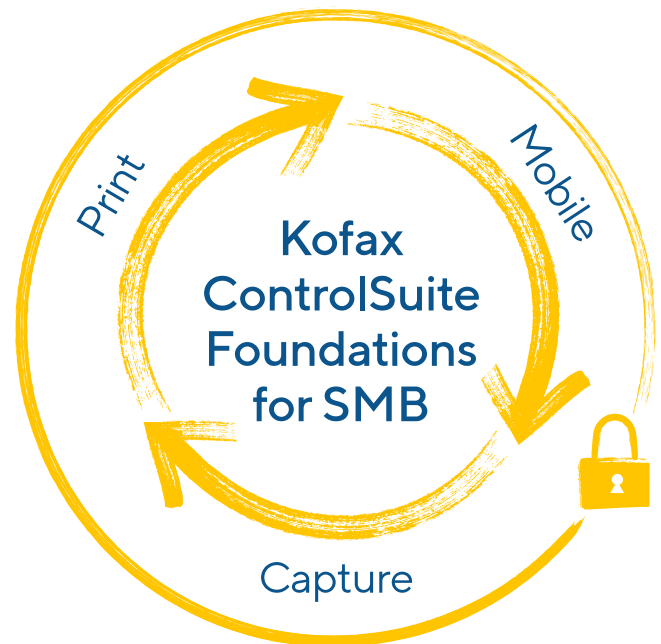 Print
Mobile
Kofax
ControlSuite
Foundations
for SMB
Capture